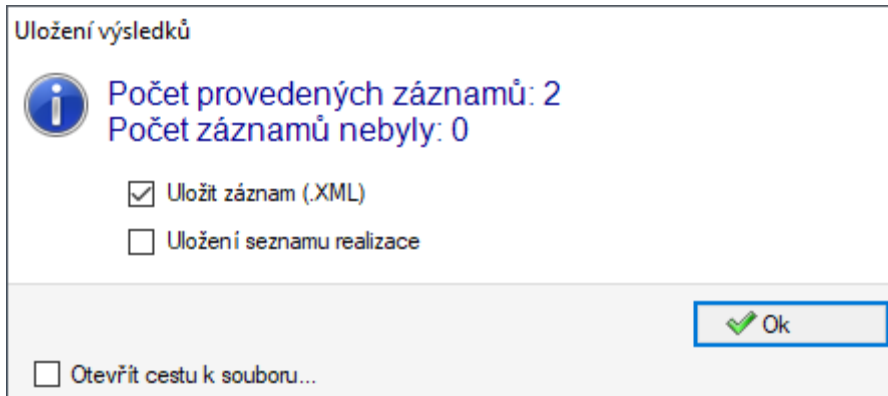 Uložení výsledků
Počet provedených záznamů: 2
Počet záznamů nebyly: 0
Uložit záznam (.XML)
Uložení seznamu realizace
Ok
Otevřít cestu k souboru...